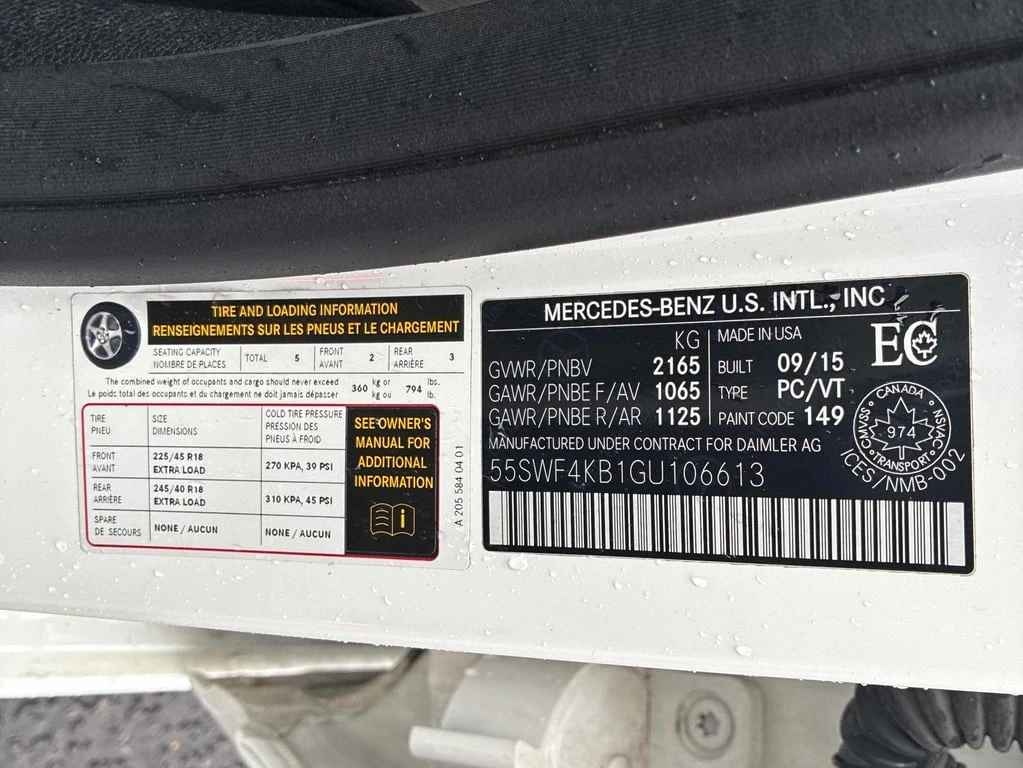 TIRE AND LOADING INFORMATION
RENSEIGNEMENTS SUR LES PNEUS ET LE CHARGEMENT
SEATING CAPACITY
NOMBRE DE PLACES
TOTAL 5
FRONT
AVANT
2
REAR
ARRIÈRE
3
The combined weight of occupants and cargo should never exceed
Le poids total des occupants et du chargement ne doit jamais dépasser
360 kg or
kg ou
794 lbs.
lb.
TIRE
PNEU
SIZE
DIMENSIONS
COLD TIRE PRESSURE
PRESSION DES
PNEUS À FROID
FRONT
AVANT
225/45 R18
EXTRA LOAD
270 KPA, 39 PSI
REAR
ARRIÈRE
245/40 R18
EXTRA LOAD
310 KPA, 45 PSI
SPARE
DE SECOURS
NONE / AUCUN
NONE / AUCUN
SEE OWNER'S
MANUAL FOR
ADDITIONAL
INFORMATION
i
A 205 584 04 01
MERCEDES-BENZ U.S. INTL., INC
KG
GVWR/PNBV 2165
GAWR/PNBE F/AV 1065
GAWR/PNBE R/AR 1125
MADE IN USA
BUILT 09/15
TYPE PC/VT
PAINT CODE 149
MANUFACTURED UNDER CONTRACT FOR DAIMLER AG
55SWF4KB1GU106613
EC
CANADA
SVMCMVSS
NSVAC
974
TRANSPORT
ICES/NMB-002